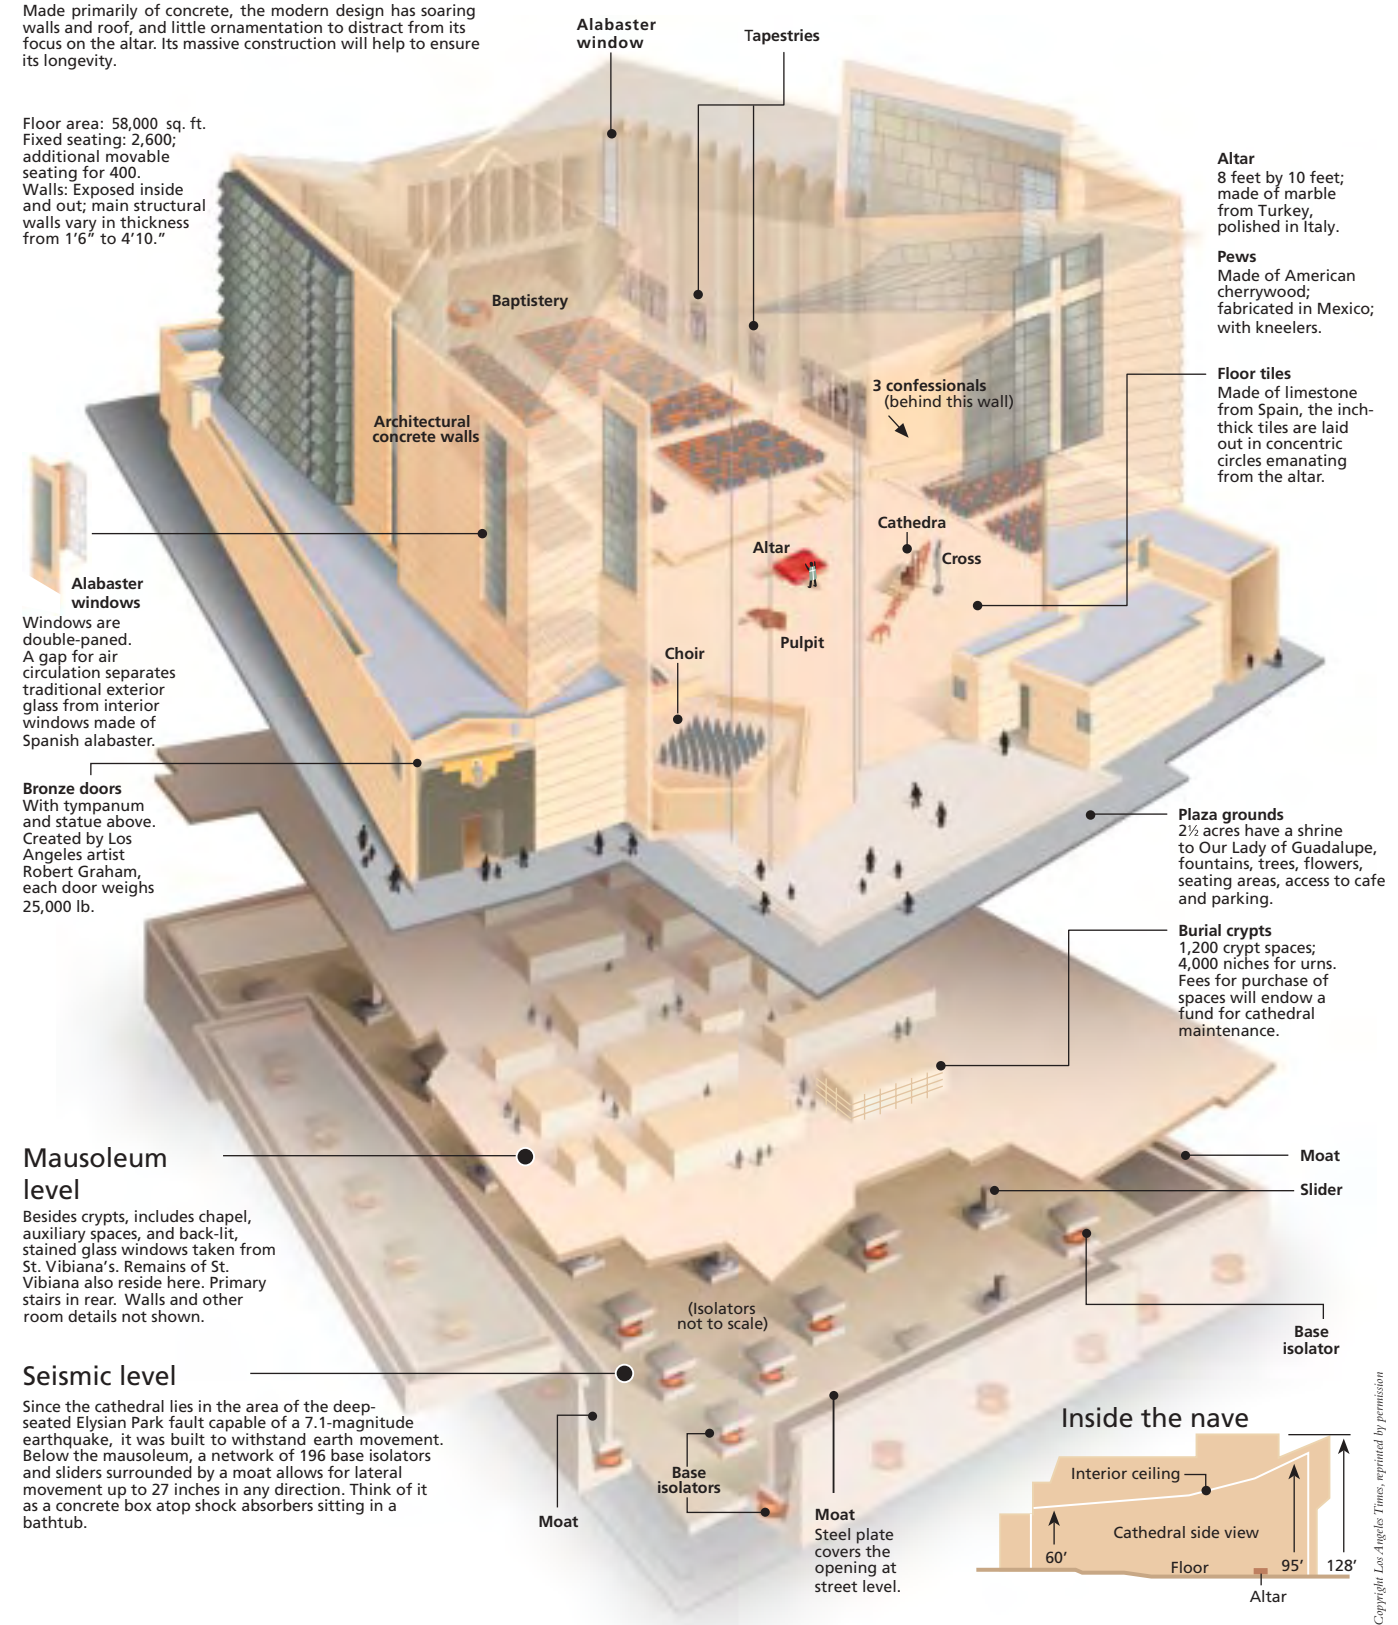 Made primarily of concrete, the modern design has soaring
walls and roof, and little ornamentation to distract from its
focus on the altar. Its massive construction will help to ensure
its longevity.
Floor area: 58,000 sq. ft.
Fixed seating: 2,600;
additional movable
seating for 400.
Walls: Exposed inside
and out; main structural
walls vary in thickness
from 1’6” to 4’10.”
Alabaster
window
Tapestries
Altar
8 feet by 10 feet;
made of marble
from Turkey,
polished in Italy.
Pews
Made of American
cherrywood;
fabricated in Mexico;
with kneelers.
Floor tiles
Made of limestone
from Spain, the inch-
thick tiles are laid
out in concentric
circles emanating
from the altar.
Baptistery
3 confessionals
(behind this wall)
Architectural
concrete walls
Cathedra
Altar
Cross
Pulpit
Choir
Alabaster
windows
Windows are
double-paned.
A gap for air
circulation separates
traditional exterior
glass from interior
windows made of
Spanish alabaster.
Bronze doors
With tympanum
and statue above.
Created by Los
Angeles artist
Robert Graham,
each door weighs
25,000 lb.
Plaza grounds
2½ acres have a shrine
to Our Lady of Guadalupe,
fountains, trees, flowers,
seating areas, access to cafe
and parking.
Burial crypts
1,200 crypt spaces;
4,000 niches for urns.
Fees for purchase of
spaces will endow a
fund for cathedral
maintenance.
Mausoleum
level
Besides crypts, includes chapel,
auxiliary spaces, and back-lit,
stained glass windows taken from
St. Vibiana’s. Remains of St.
Vibiana also reside here. Primary
stairs in rear. Walls and other
room details not shown.
Moat
Slider
(Isolators
not to scale)
Base
isolator
Seismic level
Since the cathedral lies in the area of the deep-
seated Elysian Park fault capable of a 7.1-magnitude
earthquake, it was built to withstand earth movement.
Below the mausoleum, a network of 196 base isolators
and sliders surrounded by a moat allows for lateral
movement up to 27 inches in any direction. Think of it
as a concrete box atop shock absorbers sitting in a
bathtub.
Moat
Base
isolators
Moat
Steel plate
covers the
opening at
street level.
Inside the nave
Interior ceiling
Cathedral side view
60’
Floor
95’
128’
Altar
Copyright Los Angeles Times, reprinted by permission